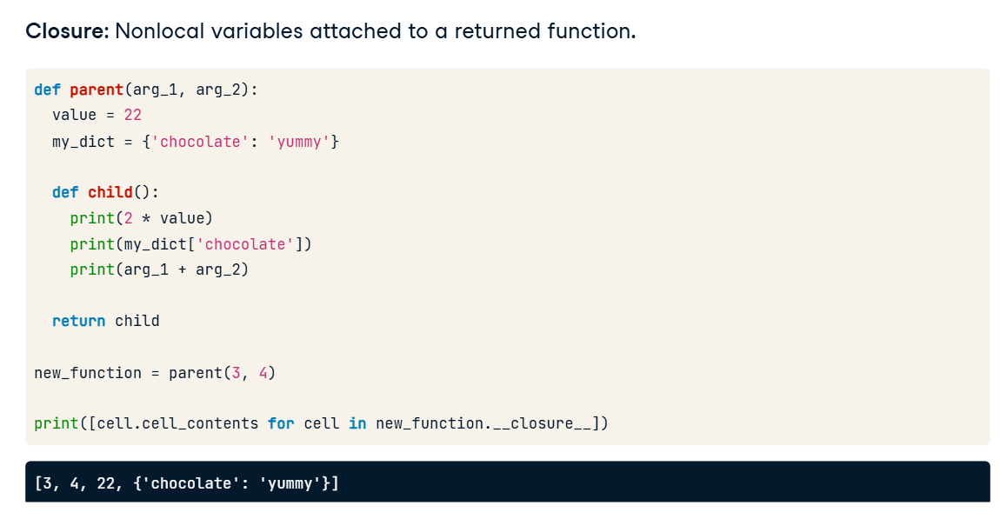 Closure: Nonlocal variables attached to a returned function.
def parent(arg_1, arg_2):
  value = 22
  my_dict = {'chocolate': 'yummy'}
  def child():
    print(2 * value)
    print(my_dict['chocolate'])
    print(arg_1 + arg_2)
  return child
new_function = parent(3, 4)
print([cell.cell_contents for cell in new_function.__closure__])
[3, 4, 22, {'chocolate': 'yummy'}]